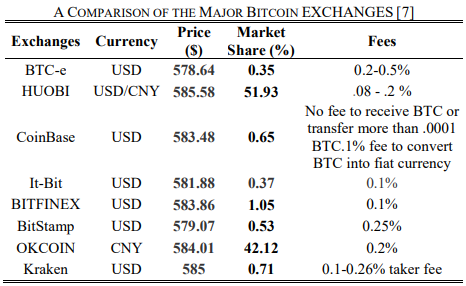 A COMPARISON OF THE MAJOR BITCOIN EXCHANGES [7]
Exchanges Currency Price ($) Market Share (%) Fees
BTC-e USD 578.64 0.35 0.2-0.5%
HUOBI USD/CNY 585.58 51.93 .08 - .2 %
CoinBase USD 583.48 0.65 No fee to receive BTC or
transfer more than .0001
BTC.1% fee to convert
BTC into fiat currency
It-Bit USD 581.88 0.37 0.1%
BITFINEX USD 583.86 1.05 0.1%
BitStamp USD 579.07 0.53 0.25%
OKCOIN CNY 584.01 42.12 0.2%
Kraken USD 585 0.71 0.1-0.26% taker fee